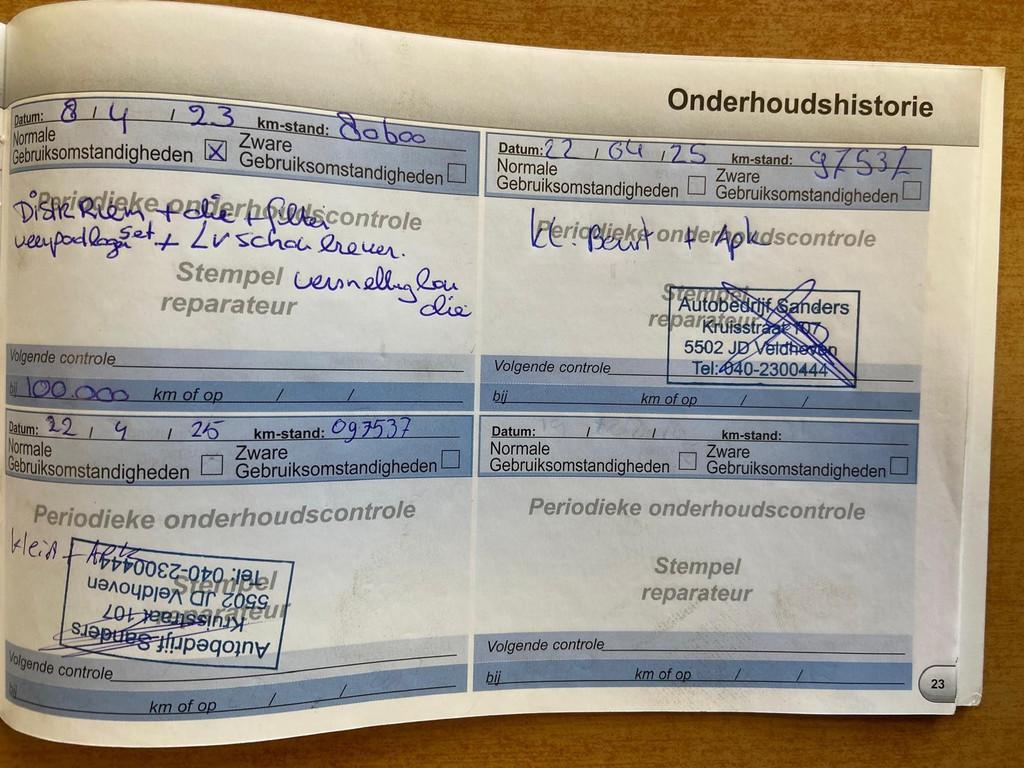 Onderhoudshistorie
Datum: 8 / 4 / 23 km-stand: 80600
Normale Gebruiksomstandigheden X Zware Gebruiksomstandigheden
Periodieke onderhoudscontrole
Distr Riem + olie + filter
set + LV
Stempel
reparateur
olie
Volgende controle
bij 100.000 km of op / /
Datum: 22 / 04 / 25 km-stand: 97537
Normale Gebruiksomstandigheden Zware Gebruiksomstandigheden
Periodieke onderhoudscontrole
kl. Beurt + Apk
Stempel
reparateur
Autobedrijf Sanders
Kruisstraat 107
5502 JD Veldhoven
Tel: 040-2300444
Volgende controle
bij km of op / /
Datum: 22 / 4 / 25 km-stand: 097537
Normale Gebruiksomstandigheden Zware Gebruiksomstandigheden
Periodieke onderhoudscontrole
Apk
Stempel
reparateur
Autobedrijf Sanders
Kruisstraat 107
5502 JD Veldhoven
Tel: 040-2300444
Volgende controle
bij km of op / /
Datum: / / km-stand:
Normale Gebruiksomstandigheden Zware Gebruiksomstandigheden
Periodieke onderhoudscontrole
Stempel
reparateur
Volgende controle
bij km of op / /
23